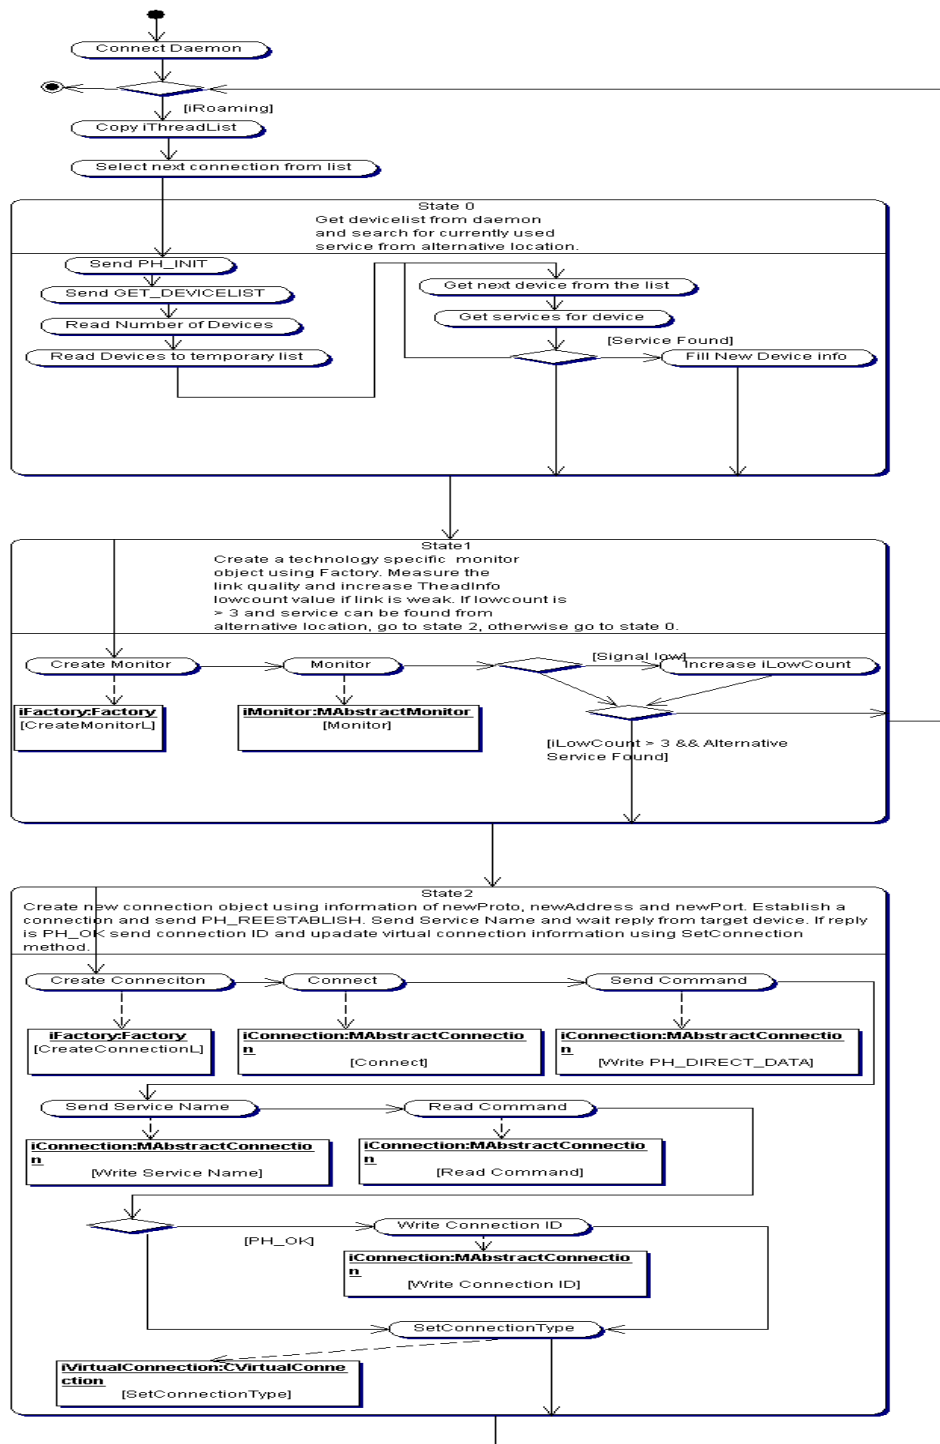 Connect Daemon
[iRoaming]
Copy iThreadList
Select next connection from list
State 0
Get devicelist from daemon
and search for currently used
service from alternative location.
Send PH_INIT
Send GET_DEVICELIST
Read Number of Devices
Read Devices to temporary list
Get next device from the list
Get services for device
[Service Found]
Fill New Device info
State1
Create a technology specific monitor
object using Factory. Measure the
link quality and increase TheadInfo
lowcount value if link is weak. If lowcount is
> 3 and service can be found from
alternative location, go to state 2, otherwise go to state 0.
Create Monitor
Monitor
[Signal low]
Increase iLowCount
iFactory:Factory
[CreateMonitorL]
iMonitor:MAbstractMonitor
[Monitor]
[iLowCount > 3 && Alternative
Service Found]
State2
Create new connection object using information of newProto, newAddress and newPort. Establish a
connection and send PH_REESTABLISH. Send Service Name and wait reply from target device. If reply
is PH_OK send connection ID and upadate virtual connection information using SetConnection
method.
Create Conneciton
Connect
Send Command
iFactory:Factory
[CreateConnectionL]
iConnection:MAbstractConnectio
n
[Connect]
iConnection:MAbstractConnectio
n
[Write PH_DIRECT_DATA]
Send Service Name
Read Command
iConnection:MAbstractConnectio
n
[Write Service Name]
iConnection:MAbstractConnectio
n
[Read Command]
[PH_OK]
Write Connection ID
iConnection:MAbstractConnectio
n
[Write Connection ID]
SetConnectionType
iVirtualConnection:CVirtualConne
ction
[SetConnectionType]